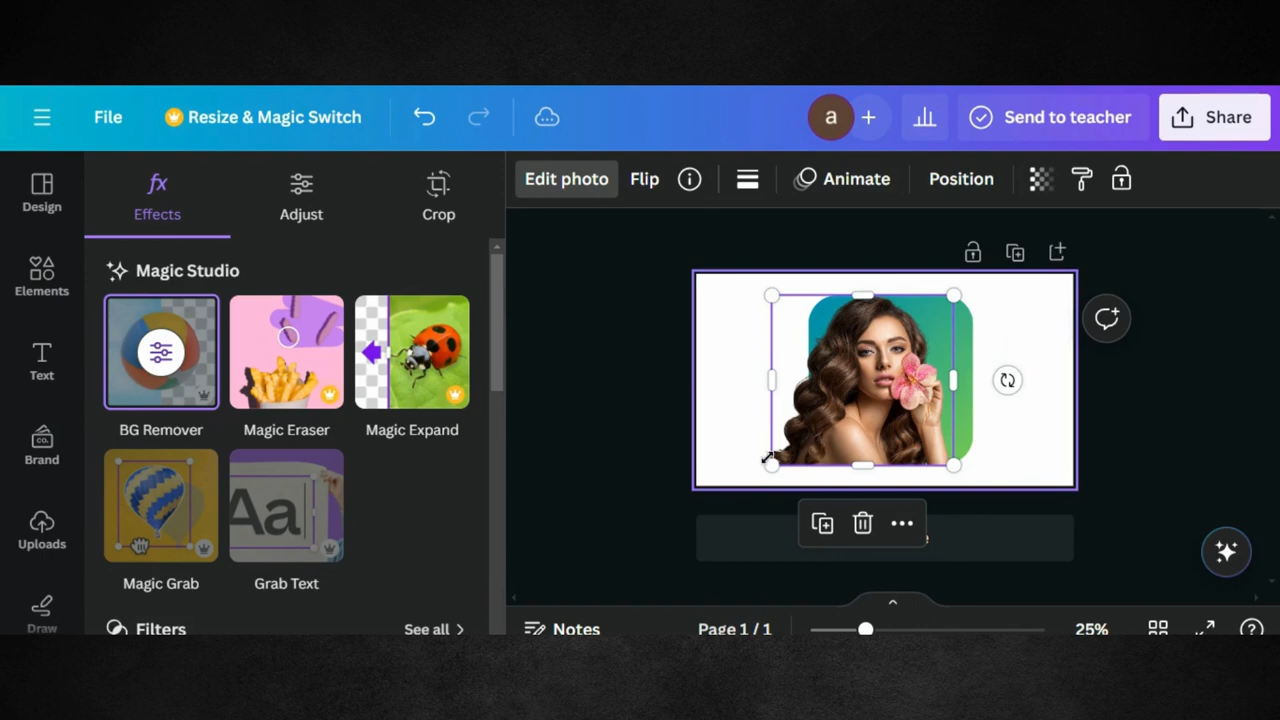 File
Resize & Magic Switch
a
Send to teacher
Share
Design
Elements
Text
Brand
CO.
Uploads
Draw
Effects
Adjust
Crop
Edit photo
Flip
Animate
Position
Magic Studio
BG Remover
Magic Eraser
Magic Expand
Aa
Magic Grab
Grab Text
Filters
See all
Notes
Page 1 / 1
25%